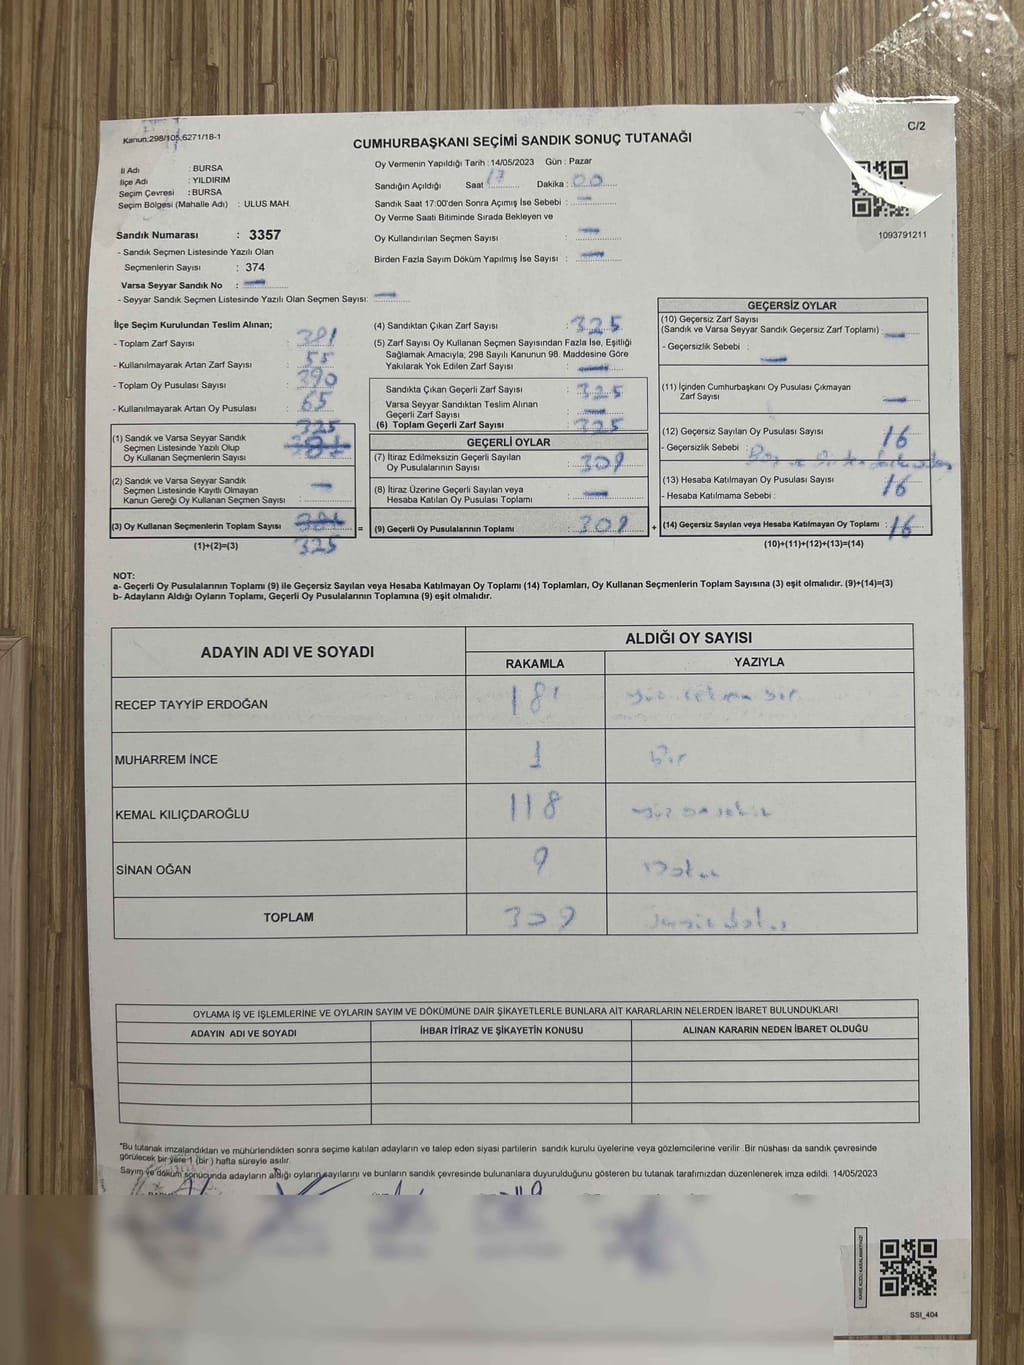 Kanun:298/105,6271/18-1
C/2
CUMHURBAŞKANI SEÇİMİ SANDIK SONUÇ TUTANAĞI
İl Adı : BURSA
İlçe Adı : YILDIRIM
Seçim Çevresi : BURSA
Seçim Bölgesi (Mahalle Adı) : ULUS MAH.
Sandık Numarası : 3357
- Sandık Seçmen Listesinde Yazılı Olan
Seçmenlerin Sayısı : 374
Varsa Seyyar Sandık No : —
- Seyyar Sandık Seçmen Listesinde Yazılı Olan Seçmen Sayısı: —
Oy Vermenin Yapıldığı Tarih : 14/05/2023 Gün : Pazar
Sandığın Açıldığı Saat 17 Dakika : 00
Sandık Saat 17:00'den Sonra Açımış İse Sebebi : —
Oy Verme Saati Bitiminde Sırada Bekleyen ve
Oy Kullandırılan Seçmen Sayısı : —
Birden Fazla Sayım Döküm Yapılmış İse Sayısı : —
1093791211
İlçe Seçim Kurulundan Teslim Alınan;
- Toplam Zarf Sayısı : 381
- Kullanılmayarak Artan Zarf Sayısı : 55
- Toplam Oy Pusulası Sayısı : 390
- Kullanılmayarak Artan Oy Pusulası : 65
325
(1) Sandık ve Varsa Seyyar Sandık
Seçmen Listesinde Yazılı Olup
Oy Kullanan Seçmenlerin Sayısı
(2) Sandık ve Varsa Seyyar Sandık
Seçmen Listesinde Kayıtlı Olmayan
Kanun Gereği Oy Kullanan Seçmen Sayısı : —
(3) Oy Kullanan Seçmenlerin Toplam Sayısı
(1)+(2)=(3) 325
(4) Sandıktan Çıkan Zarf Sayısı : 325
(5) Zarf Sayısı Oy Kullanan Seçmen Sayısından Fazla İse, Eşitliği
Sağlamak Amacıyla, 298 Sayılı Kanunun 98. Maddesine Göre
Yakılarak Yok Edilen Zarf Sayısı : —
Sandıkta Çıkan Geçerli Zarf Sayısı : 325
Varsa Seyyar Sandıktan Teslim Alınan
Geçerli Zarf Sayısı : —
(6) Toplam Geçerli Zarf Sayısı : 325
GEÇERLİ OYLAR
(7) İtiraz Edilmeksizin Geçerli Sayılan
Oy Pusulalarının Sayısı : 309
(8) İtiraz Üzerine Geçerli Sayılan veya
Hesaba Katılan Oy Pusulası Toplamı : —
= (9) Geçerli Oy Pusulalarının Toplamı : 309 +
GEÇERSİZ OYLAR
(10) Geçersiz Zarf Sayısı
(Sandık ve Varsa Seyyar Sandık Geçersiz Zarf Toplamı) : —
- Geçersizlik Sebebi : —
(11) İçinden Cumhurbaşkanı Oy Pusulası Çıkmayan
Zarf Sayısı : —
(12) Geçersiz Sayılan Oy Pusulası Sayısı : 16
- Geçersizlik Sebebi :
(13) Hesaba Katılmayan Oy Pusulası Sayısı : 16
- Hesaba Katılmama Sebebi :
(14) Geçersiz Sayılan veya Hesaba Katılmayan Oy Toplamı : 16
(10)+(11)+(12)+(13)=(14)
NOT:
a- Geçerli Oy Pusulalarının Toplamı (9) ile Geçersiz Sayılan veya Hesaba Katılmayan Oy Toplamı (14) Toplamları, Oy Kullanan Seçmenlerin Toplam Sayısına (3) eşit olmalıdır. (9)+(14)=(3)
b- Adayların Aldığı Oyların Toplamı, Geçerli Oy Pusulalarının Toplamına (9) eşit olmalıdır.
ADAYIN ADI VE SOYADI ALDIĞI OY SAYISI
RAKAMLA YAZIYLA
RECEP TAYYİP ERDOĞAN 181 yüz seksen bir
MUHARREM İNCE 1 bir
KEMAL KILIÇDAROĞLU 118 yüz on sekiz
SİNAN OĞAN 9 Dokuz
TOPLAM 309
OYLAMA İŞ VE İŞLEMLERİNE VE OYLARIN SAYIM VE DÖKÜMÜNE DAİR ŞİKAYETLERLE BUNLARA AİT KARARLARIN NELERDEN İBARET BULUNDUKLARI
ADAYIN ADI VE SOYADI İHBAR İTİRAZ VE ŞİKAYETİN KONUSU ALINAN KARARIN NEDEN İBARET OLDUĞU
*Bu tutanak imzalandıktan ve mühürlendikten sonra seçime katılan adayların ve talep eden siyasi partilerin sandık kurulu üyelerine veya gözlemcilerine verilir. Bir nüshası da sandık çevresinde
görülecek bir yere 1 (bir) hafta süreyle asılır.
Sayım ve döküm sonucunda adayların aldığı oyların sayılarını ve bunların sandık çevresinde bulunanlara duyurulduğunu gösteren bu tutanak tarafımızdan düzenlenerek imza edildi. 14/05/2023
SSI_404